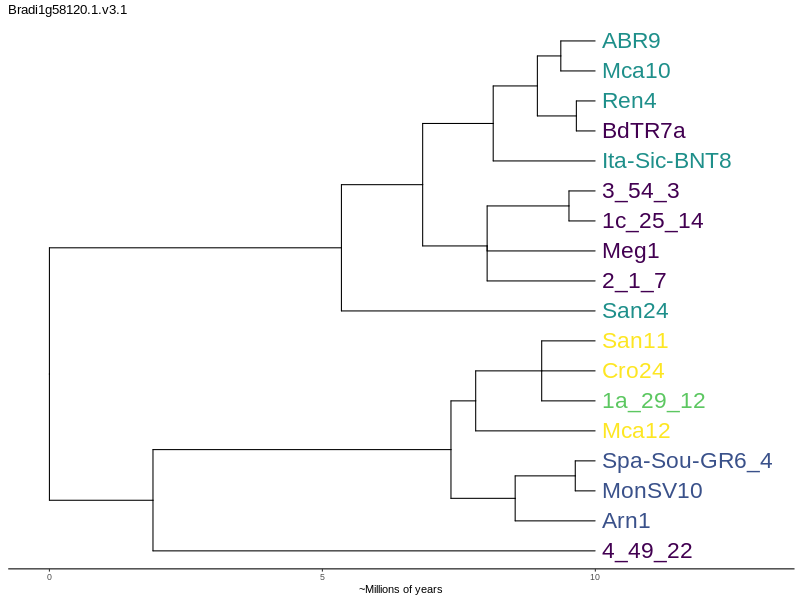 Bradi1g58120.1.v3.1
ABR9
Mca10
Ren4
BdTR7a
Ita-Sic-BNT8
3_54_3
1c_25_14
Meg1
2_1_7
San24
San11
Cro24
1a_29_12
Mca12
Spa-Sou-GR6_4
MonSV10
Arn1
4_49_22
0 5 10
~Millions of years